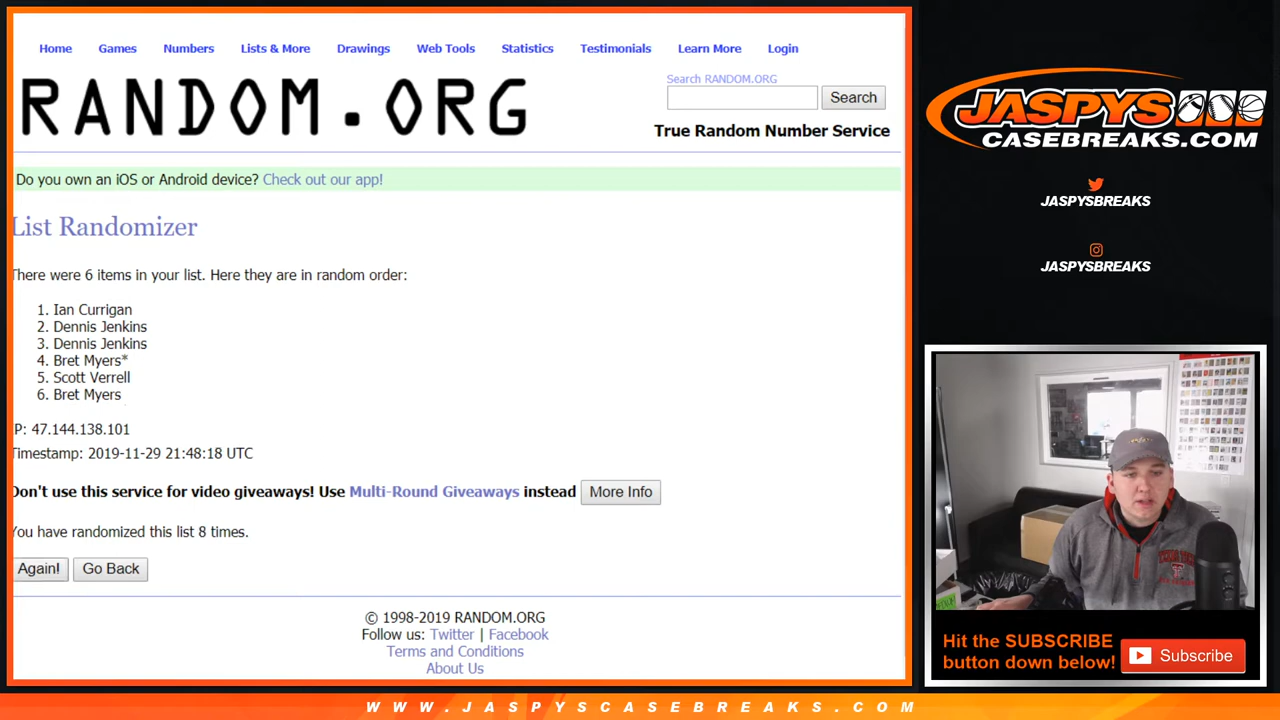 Home Games Numbers Lists & More Drawings Web Tools Statistics Testimonials Learn More Login
RANDOM.ORG
Search RANDOM.ORG
Search
True Random Number Service
Do you own an iOS or Android device? Check out our app!
List Randomizer
There were 6 items in your list. Here they are in random order:
1. Ian Currigan
2. Dennis Jenkins
3. Dennis Jenkins
4. Bret Myers*
5. Scott Verrell
6. Bret Myers
P: 47.144.138.101
Timestamp: 2019-11-29 21:48:18 UTC
Don't use this service for video giveaways! Use Multi-Round Giveaways instead More Info
You have randomized this list 8 times.
Again! Go Back
© 1998-2019 RANDOM.ORG
Follow us: Twitter | Facebook
Terms and Conditions
About Us
JASPYS
CASEBREAKS.COM
JASPYSBREAKS
JASPYSBREAKS
Hit the SUBSCRIBE
button down below!
Subscribe
WWW.JASPYSCASEBREAKS.COM